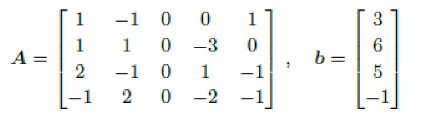 A = [ 1 -1 0 0 1
1 1 0 -3 0
2 -1 0 1 -1
-1 2 0 -2 -1 ] , b = [ 3
6
5
-1 ]